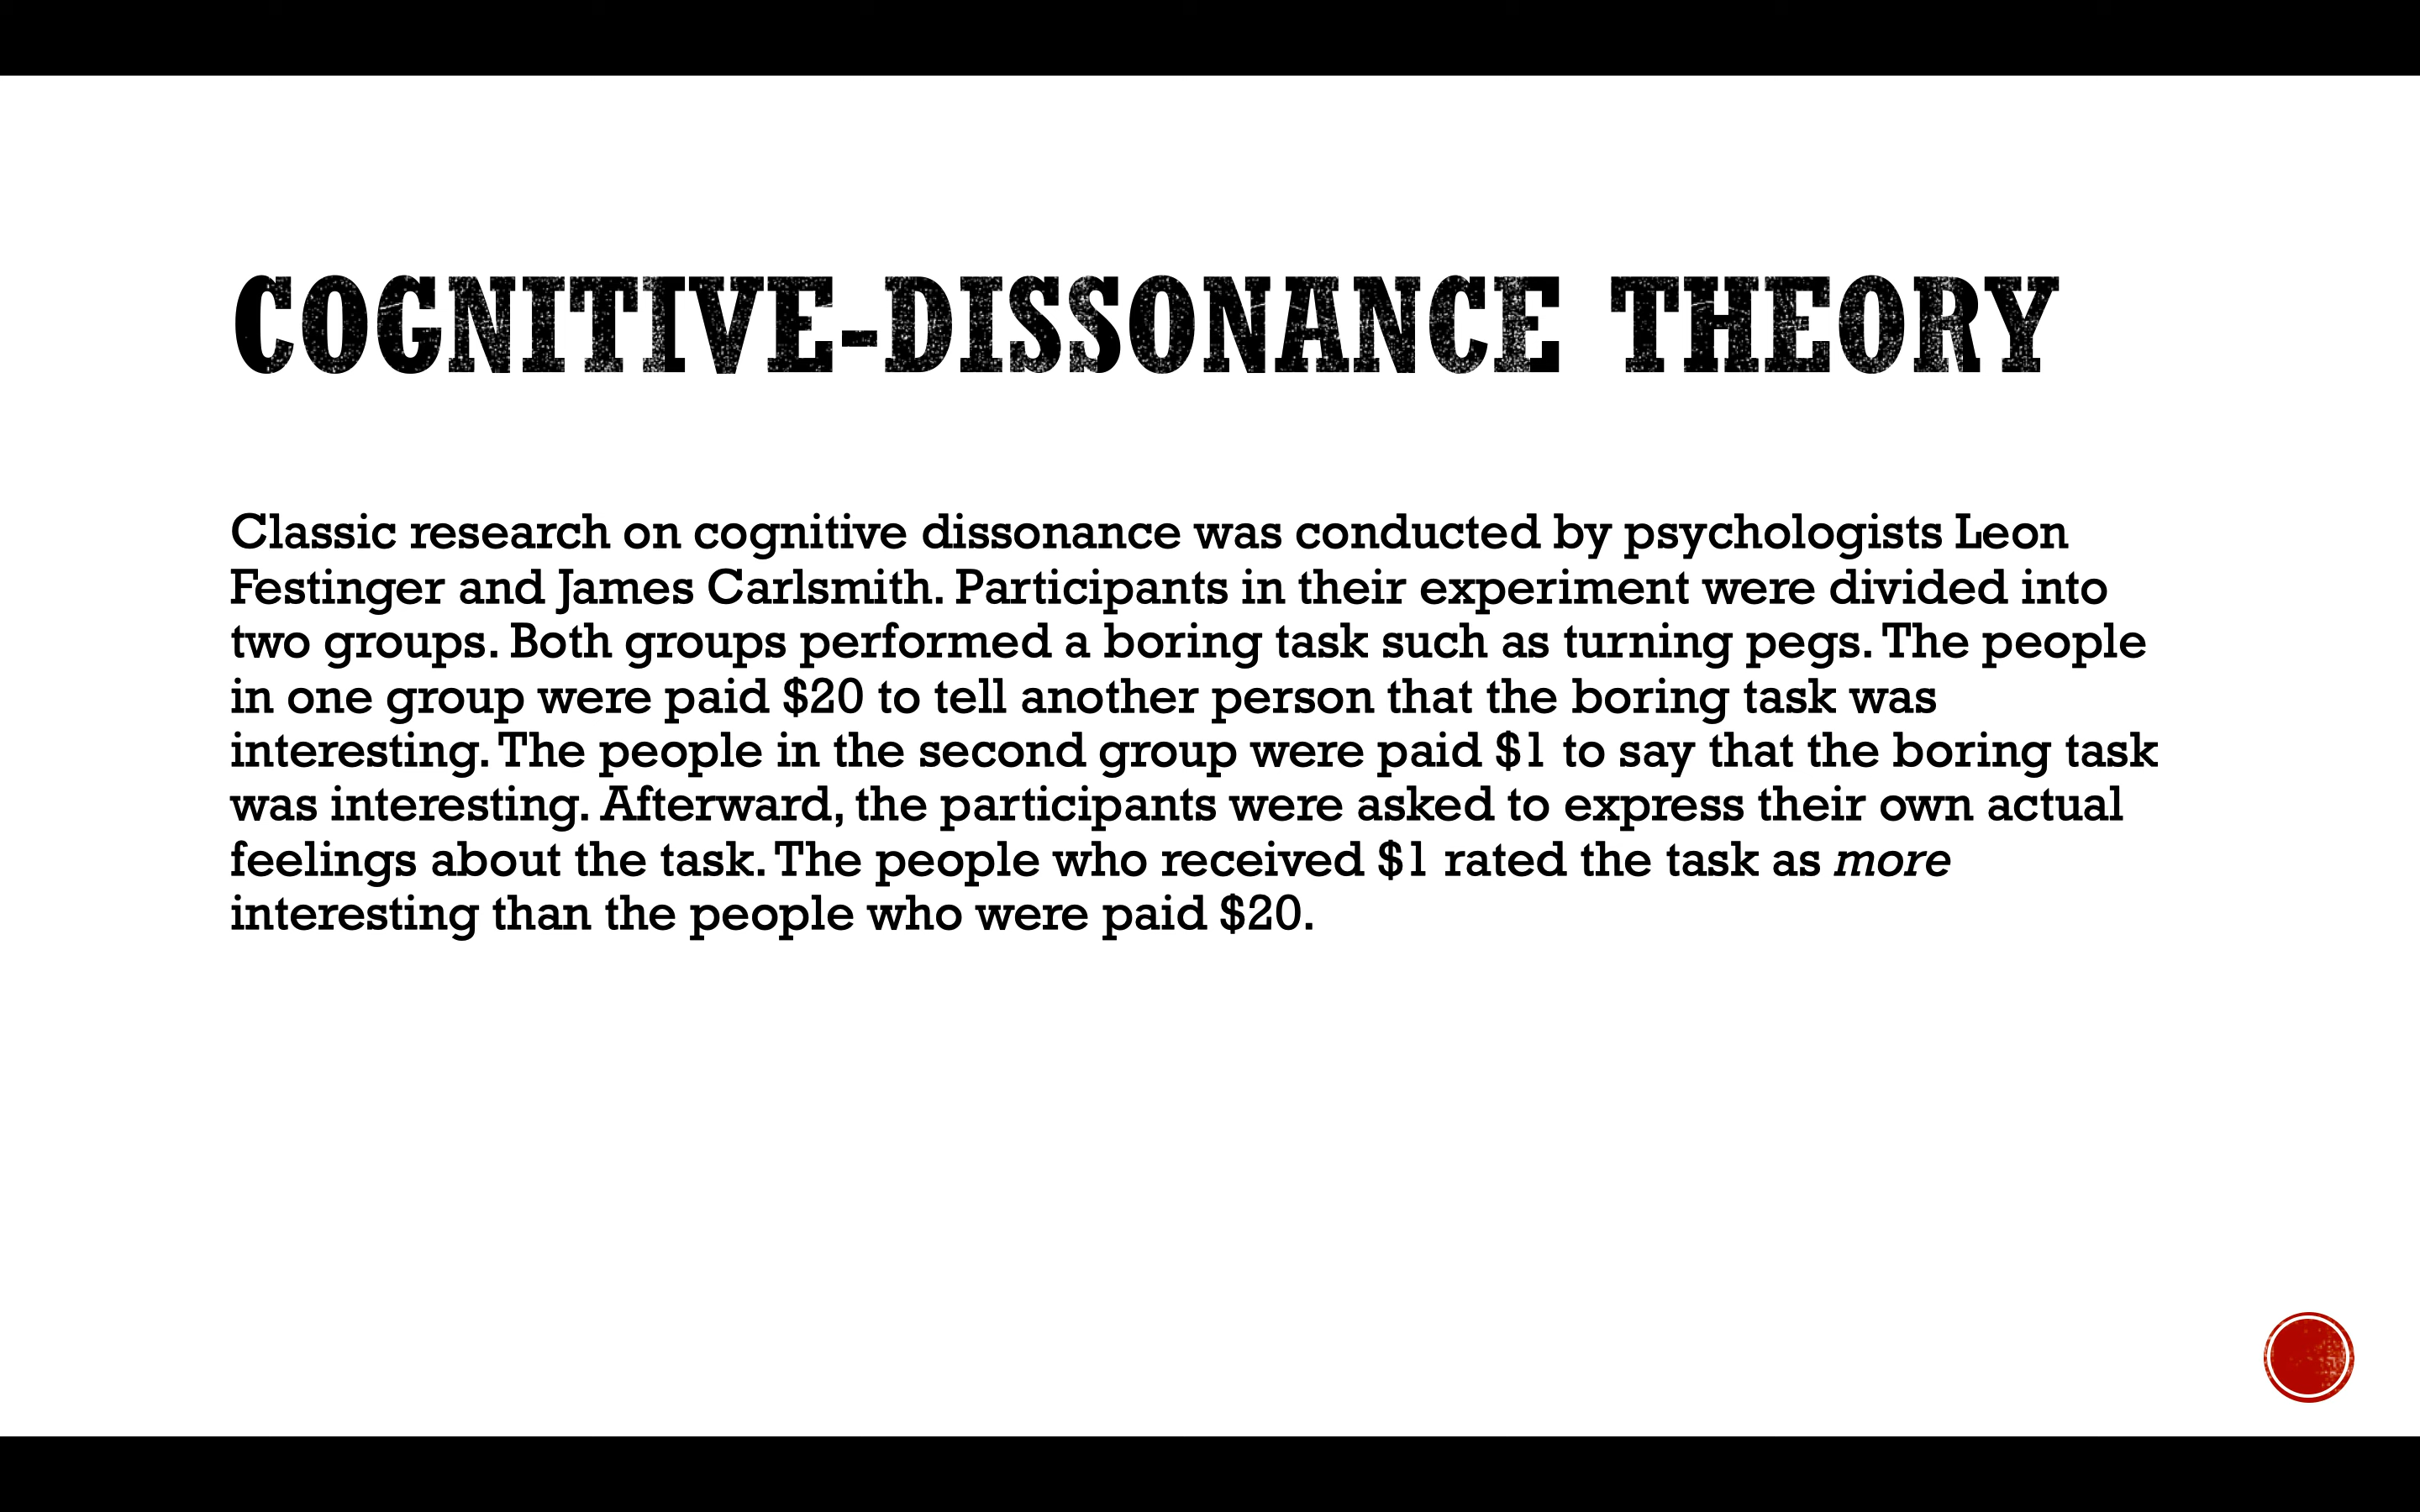 COGNITIVE-DISSONANCE THEORY
Classic research on cognitive dissonance was conducted by psychologists Leon
Festinger and James Carlsmith. Participants in their experiment were divided into
two groups. Both groups performed a boring task such as turning pegs. The people
in one group were paid $20 to tell another person that the boring task was
interesting. The people in the second group were paid $1 to say that the boring task
was interesting. Afterward, the participants were asked to express their own actual
feelings about the task. The people who received $1 rated the task as more
interesting than the people who were paid $20.